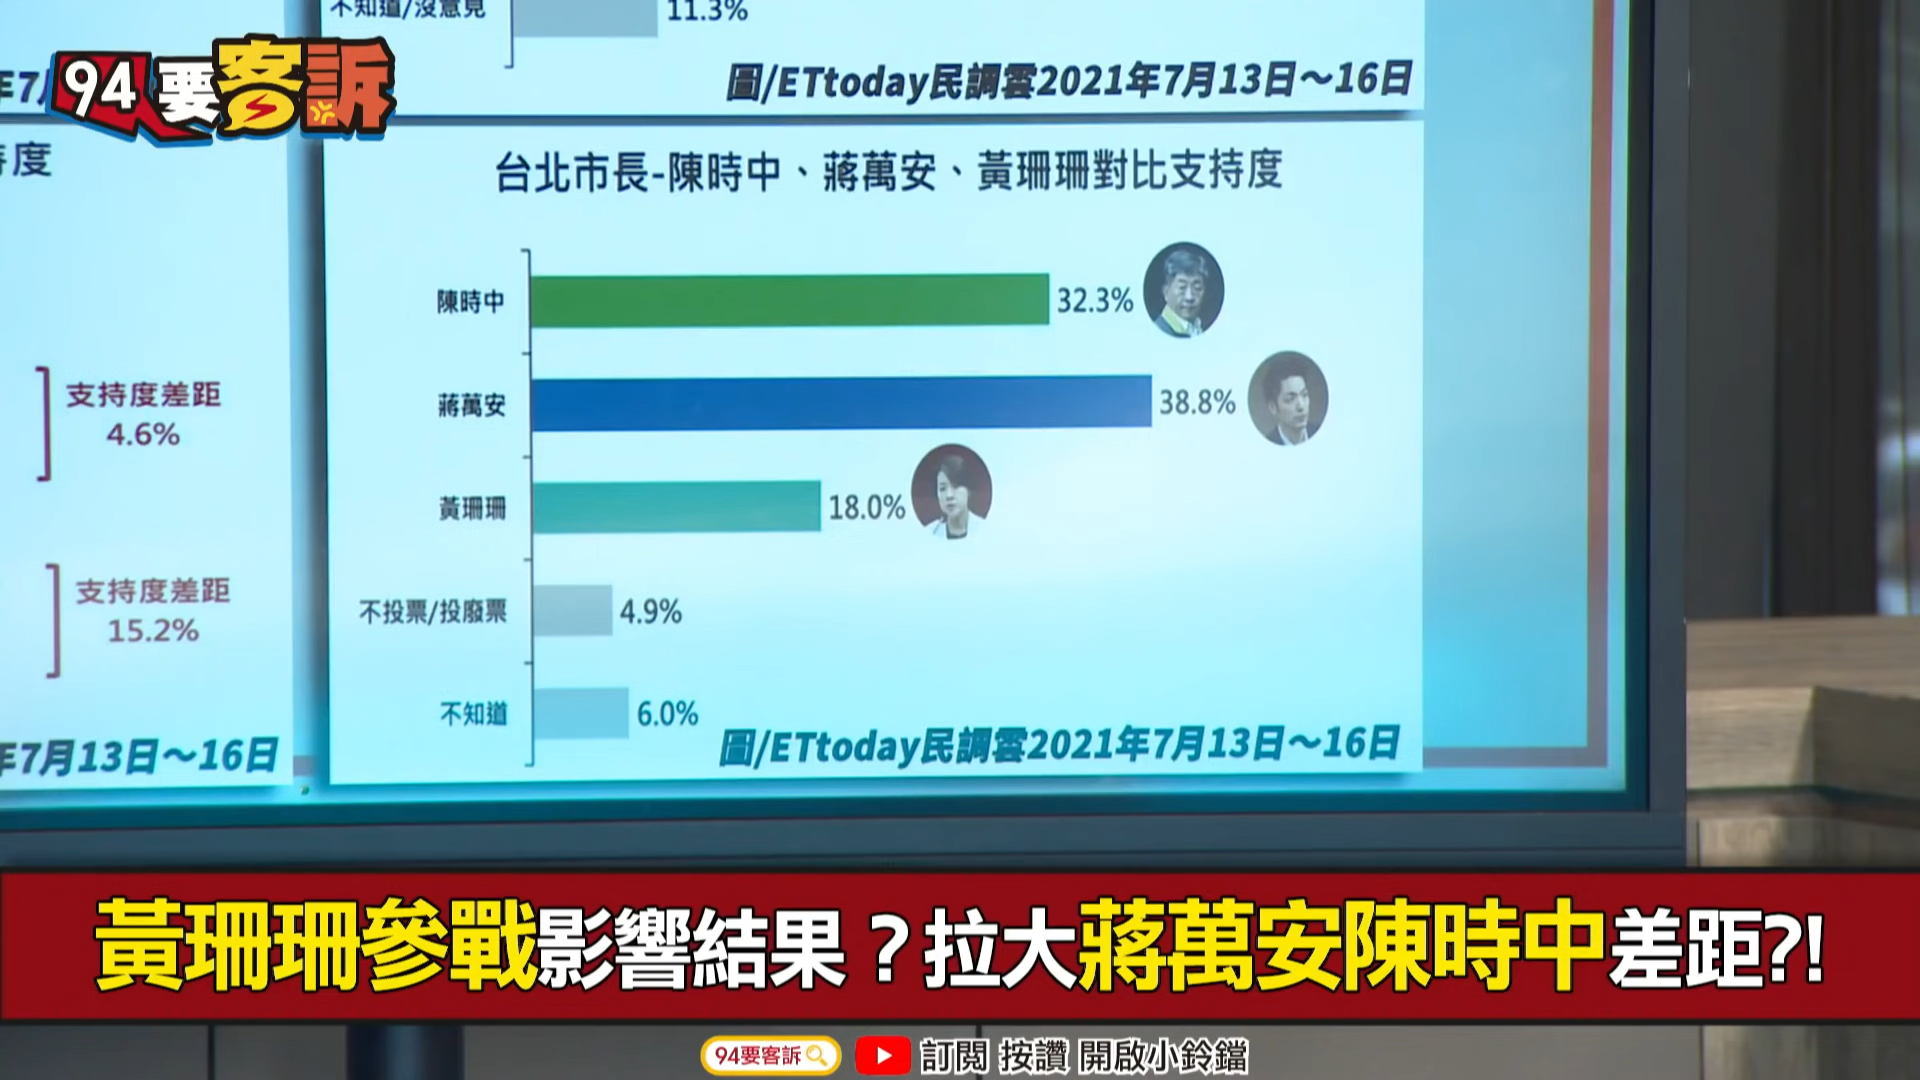 不知道/沒意見 11.3%
圖/ETtoday民調雲2021年7月13日～16日
94要客訴
年7月
持度
支持度差距
4.6%
支持度差距
15.2%
年7月13日～16日
台北市長-陳時中、蔣萬安、黃珊珊對比支持度
陳時中 32.3%
蔣萬安 38.8%
黃珊珊 18.0%
不投票/投廢票 4.9%
不知道 6.0%
圖/ETtoday民調雲2021年7月13日～16日
黃珊珊參戰影響結果？拉大蔣萬安陳時中差距?!
94要客訴 訂閱 按讚 開啟小鈴鐺